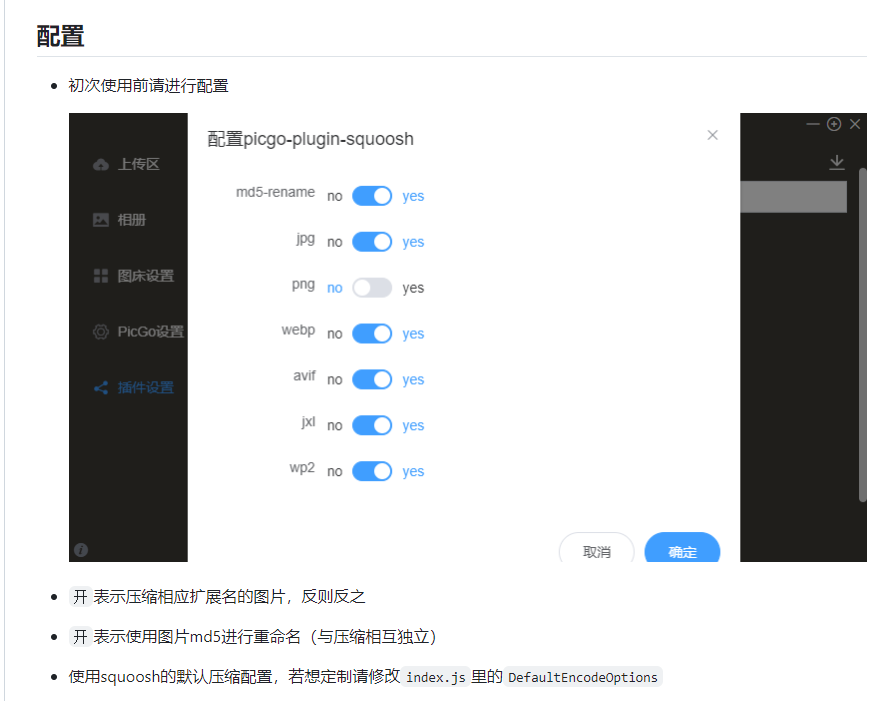 配置
初次使用前请进行配置
上传区
相册
图床设置
PicGo设置
插件设置
配置picgo-plugin-squoosh
md5-rename no yes
jpg no yes
png no yes
webp no yes
avif no yes
jxl no yes
wp2 no yes
取消 确定
开 表示压缩相应扩展名的图片，反则反之
开 表示使用图片md5进行重命名（与压缩相互独立）
使用squoosh的默认压缩配置，若想定制请修改 index.js 里的 DefaultEncodeOptions